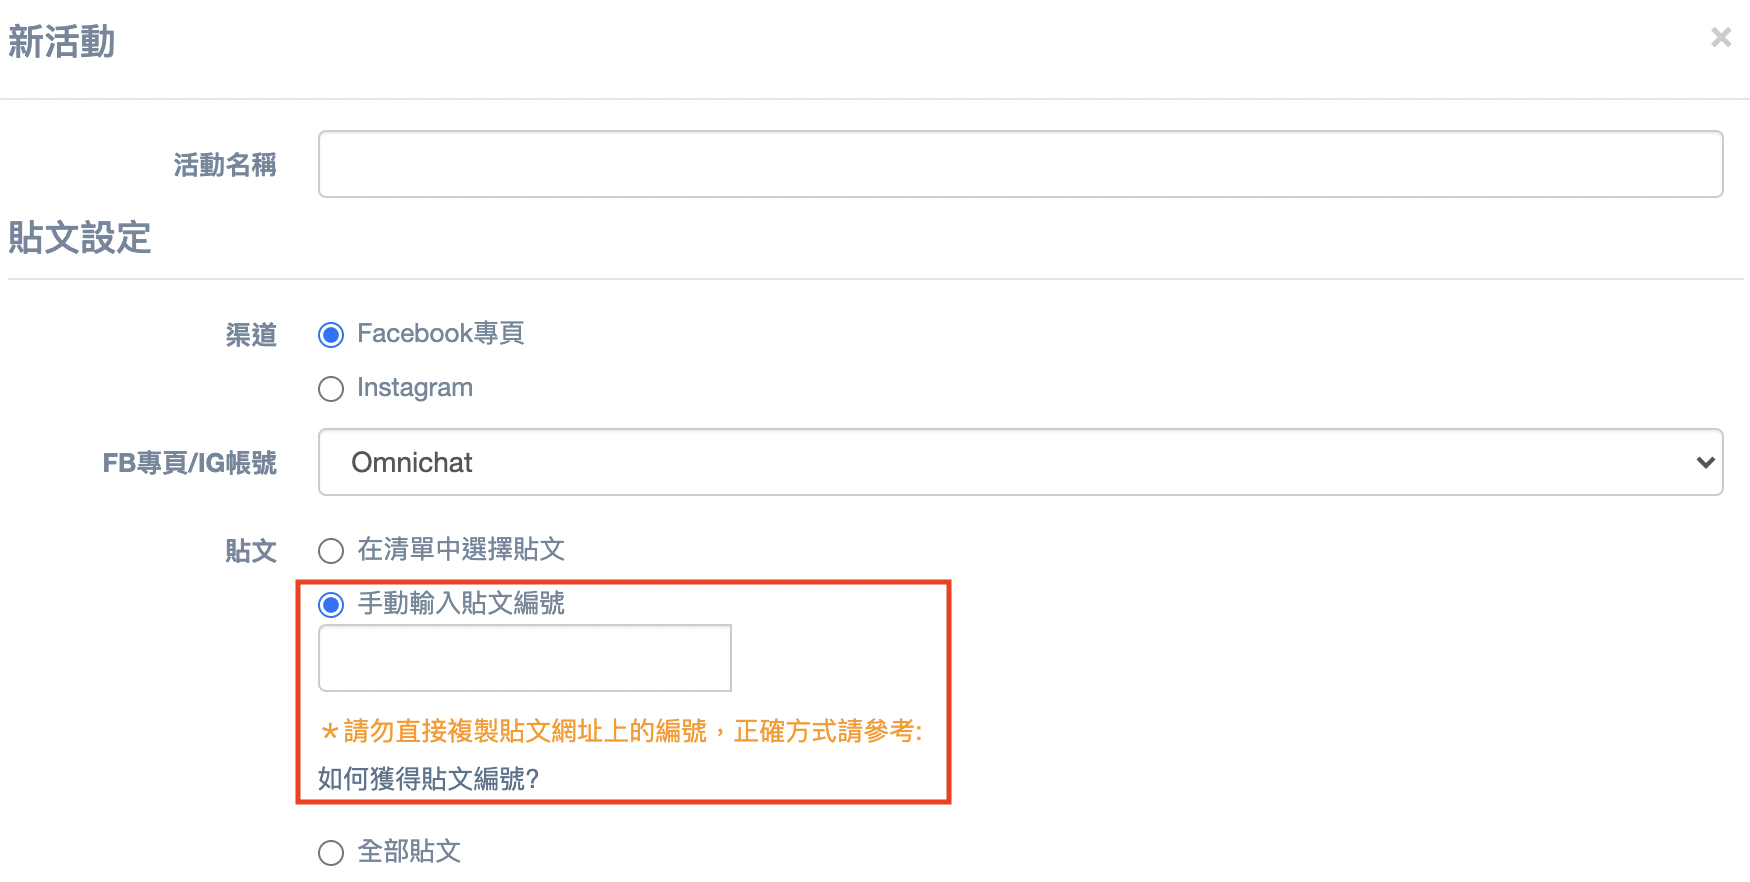 新活動
×
活動名稱
貼文設定
渠道
Facebook專頁
Instagram
FB專頁/IG帳號
Omnichat
貼文
在清單中選擇貼文
手動輸入貼文編號
*請勿直接複製貼文網址上的編號，正確方式請參考:
如何獲得貼文編號?
全部貼文